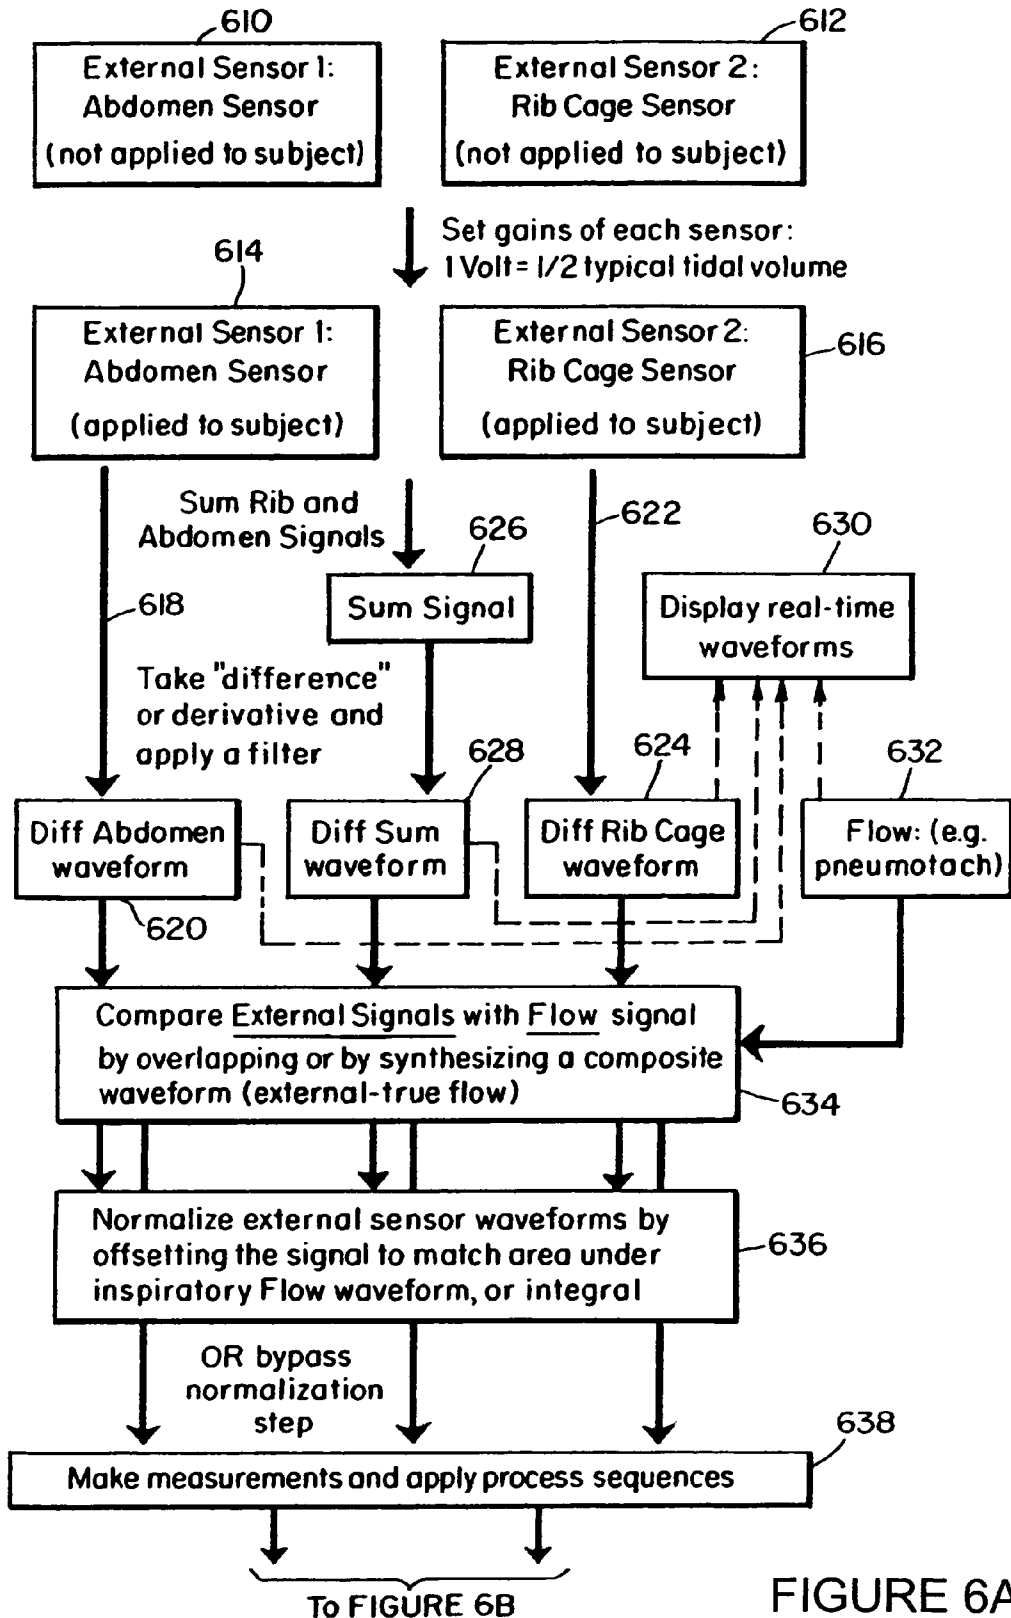 610
External Sensor 1:
Abdomen Sensor
(not applied to subject)
612
External Sensor 2:
Rib Cage Sensor
(not applied to subject)
Set gains of each sensor:
1 Volt = 1/2 typical tidal volume
614
External Sensor 1:
Abdomen Sensor
(applied to subject)
External Sensor 2:
Rib Cage Sensor
(applied to subject)
616
Sum Rib and
Abdomen Signals
626
622
630
618
Sum Signal
Display real-time
waveforms
Take "difference"
or derivative and
apply a filter
628
624
632
Diff Abdomen
waveform
Diff Sum
waveform
Diff Rib Cage
waveform
Flow: (e.g.
pneumotach)
620
Compare External Signals with Flow signal
by overlapping or by synthesizing a composite
waveform (external-true flow)
634
Normalize external sensor waveforms by
offsetting the signal to match area under
inspiratory Flow waveform, or integral
636
OR bypass
normalization
step
638
Make measurements and apply process sequences
To FIGURE 6B
FIGURE 6A